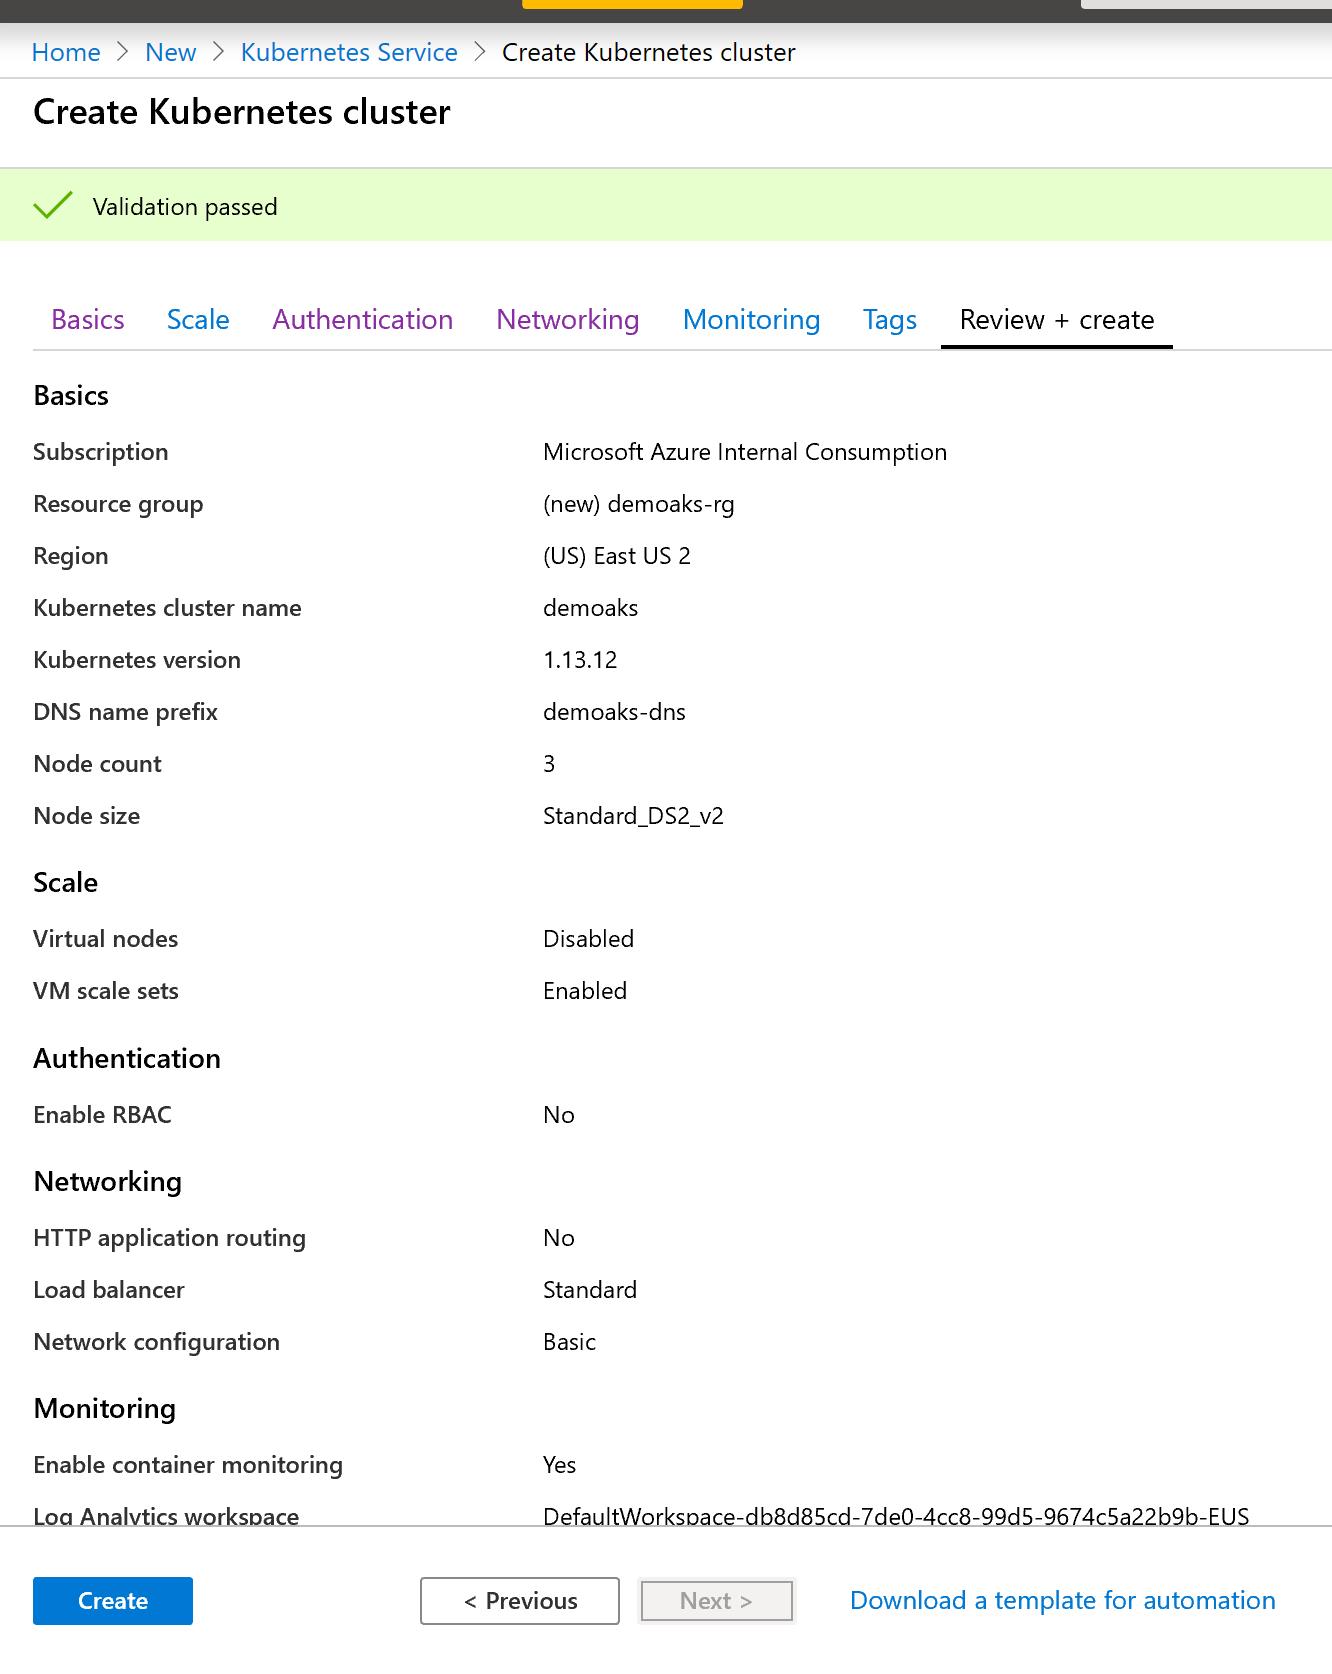 Home > New > Kubernetes Service > Create Kubernetes cluster
Create Kubernetes cluster
Validation passed
Basics Scale Authentication Networking Monitoring Tags Review + create
Basics
Subscription Microsoft Azure Internal Consumption
Resource group (new) demoaks-rg
Region (US) East US 2
Kubernetes cluster name demoaks
Kubernetes version 1.13.12
DNS name prefix demoaks-dns
Node count 3
Node size Standard_DS2_v2
Scale
Virtual nodes Disabled
VM scale sets Enabled
Authentication
Enable RBAC No
Networking
HTTP application routing No
Load balancer Standard
Network configuration Basic
Monitoring
Enable container monitoring Yes
Log Analytics workspace DefaultWorkspace-db8d85cd-7de0-4cc8-99d5-9674c5a22b9b-EUS
Create < Previous Next > Download a template for automation